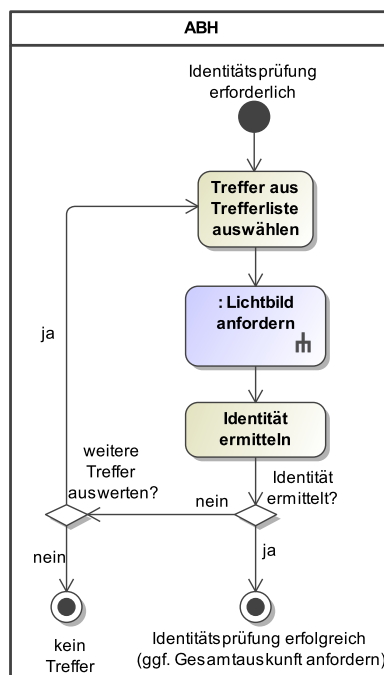 ABH
Identitätsprüfung
erforderlich
Treffer aus
Trefferliste
auswählen
: Lichtbild
anfordern
ja
Identität
ermitteln
weitere
Treffer
auswerten?
nein
Identität
ermittelt?
nein
ja
kein
Treffer
Identitätsprüfung erfolgreich
(ggf. Gesamtauskunft anfordern)